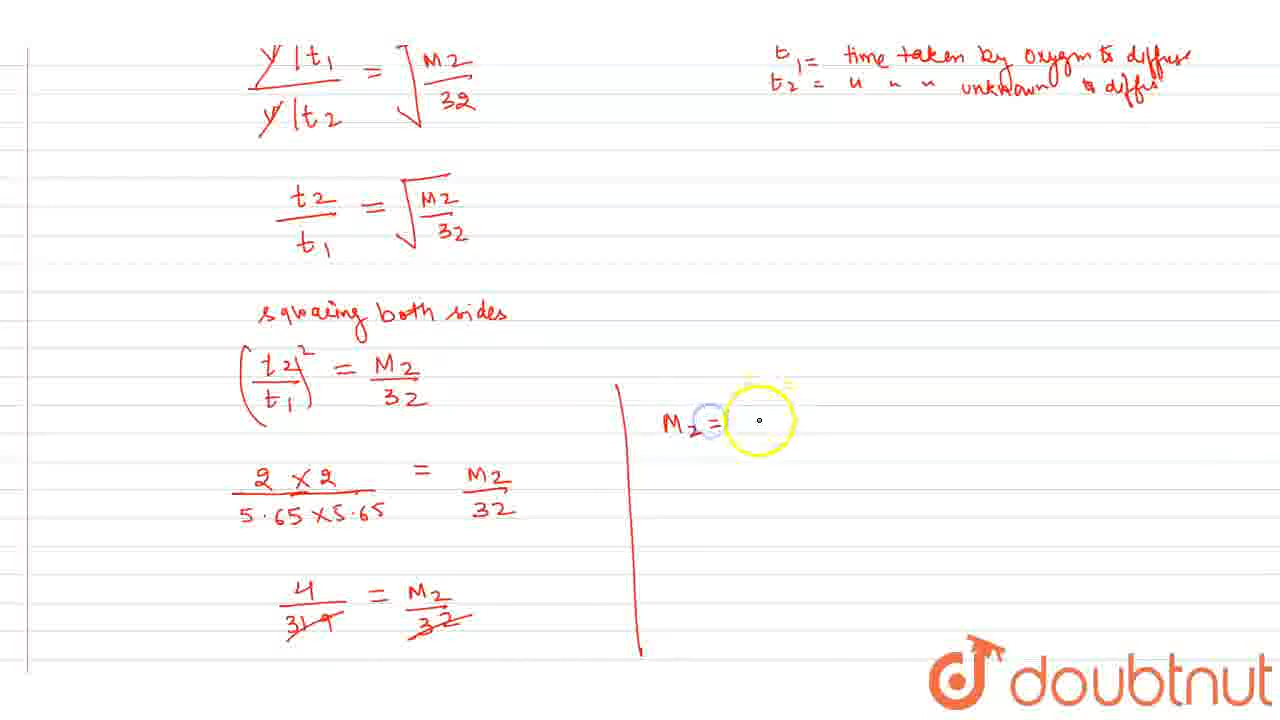 y/t1 / y/t2 = √(M2/32)
t1 = time taken by oxygen to diffuse
t2 = " " " unknown to diffus
t2/t1 = √(M2/32)
squaring both sides
(t2/t1)² = M2/32
M2 =
2 × 2 / 5.65 × 5.65 = M2/32
4/31.9 = M2/32
doubtnut